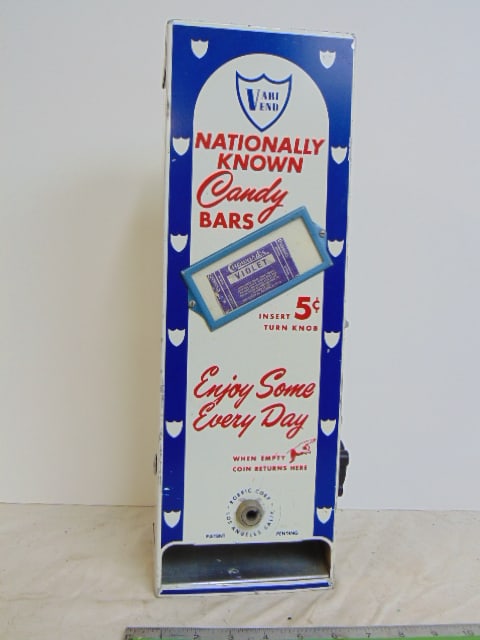 VARI
VEND
NATIONALLY
KNOWN
Candy
BARS
VIOLET
INSERT 5¢
TURN KNOB
Enjoy Some
Every Day
WHEN EMPTY
COIN RETURNS HERE
CORP.
LOS ANGELES CALIF.
PATENT PENDING